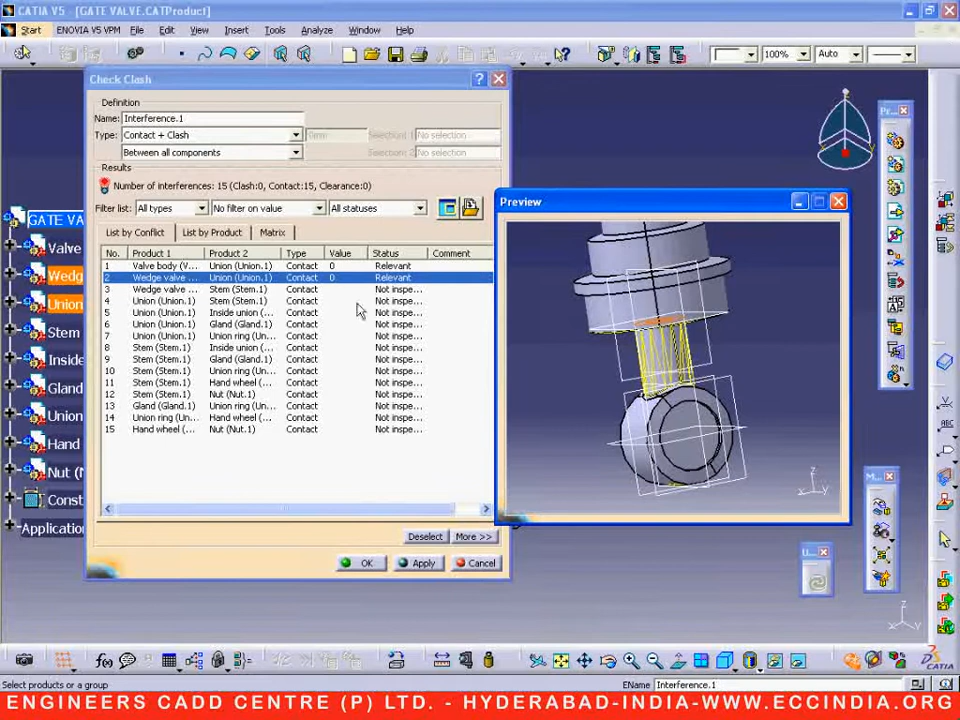 CATIA V5 - [GATE VALVE.CATProduct]
Start ENOVIA V5 VPM File Edit View Insert Tools Analyze Window Help
100% Auto
Check Clash
Definition
Name: Interference.1
Type: Contact + Clash 0mm Selection: 1 No selection
Between all components Selection: 2 No selection
Results
Number of interferences: 15 (Clash:0, Contact:15, Clearance:0)
Filter list: All types No filter on value All statuses
List by Conflict List by Product Matrix
No. Product 1 Product 2 Type Value Status Comment
1 Valve body (V... Union (Union.1) Contact 0 Relevant
2 Wedge valve ... Union (Union.1) Contact 0 Relevant
3 Wedge valve ... Stem (Stem.1) Contact Not inspe...
4 Union (Union.1) Stem (Stem.1) Contact Not inspe...
5 Union (Union.1) Inside union (... Contact Not inspe...
6 Union (Union.1) Gland (Gland.1) Contact Not inspe...
7 Union (Union.1) Union ring (Un... Contact Not inspe...
8 Stem (Stem.1) Inside union (... Contact Not inspe...
9 Stem (Stem.1) Gland (Gland.1) Contact Not inspe...
10 Stem (Stem.1) Union ring (Un... Contact Not inspe...
11 Stem (Stem.1) Hand wheel (... Contact Not inspe...
12 Stem (Stem.1) Nut (Nut.1) Contact Not inspe...
13 Gland (Gland.1) Union ring (Un... Contact Not inspe...
14 Union ring (Un... Hand wheel (... Contact Not inspe...
15 Hand wheel (... Nut (Nut.1) Contact Not inspe...
Deselect More >>
OK Apply Cancel
Preview
GATE VA
Valve
Wedg
Union
Stem
Inside
Gland
Union
Hand
Nut (N
Const
Application
Select products or a group EName Interference.1
ENGINEERS CADD CENTRE (P) LTD. - HYDERABAD-INDIA-WWW.ECCINDIA.ORG